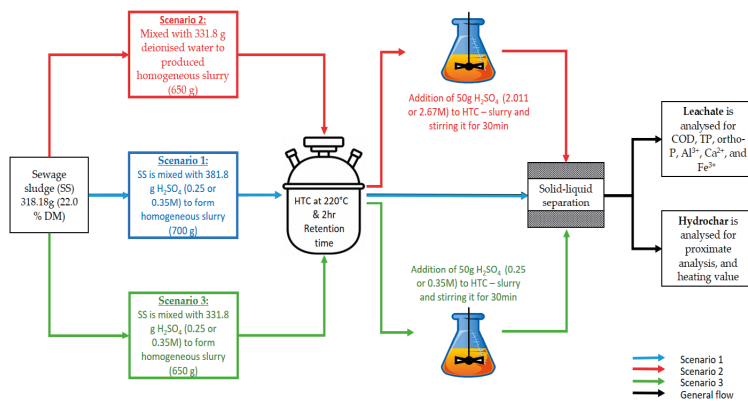 Scenario 2:
Mixed with 331.8 g
deionised water to
produced
homogeneous slurry
(650 g)
Addition of 50g H₂SO₄ (2.011
or 2.67M) to HTC – slurry and
stirring it for 30min
Sewage
sludge (SS)
318.18g (22.0
% DM)
Scenario 1:
SS is mixed with 381.8
g H₂SO₄ (0.25 or
0.35M) to form
homogeneous slurry
(700 g)
HTC at 220°C
& 2hr
Retention
time
Solid-liquid
separation
Leachate is
analysed for
COD, TP, ortho-
P, Al³⁺, Ca²⁺, and
Fe³⁺
Hydrochar is
analysed for
proximate
analysis, and
heating value
Scenario 3:
SS is mixed with 331.8
g H₂SO₄ (0.25 or
0.35M) to form
homogeneous slurry
(650 g)
Addition of 50g H₂SO₄ (0.25
or 0.35M) to HTC – slurry
and stirring it for 30min
Scenario 1
Scenario 2
Scenario 3
General flow